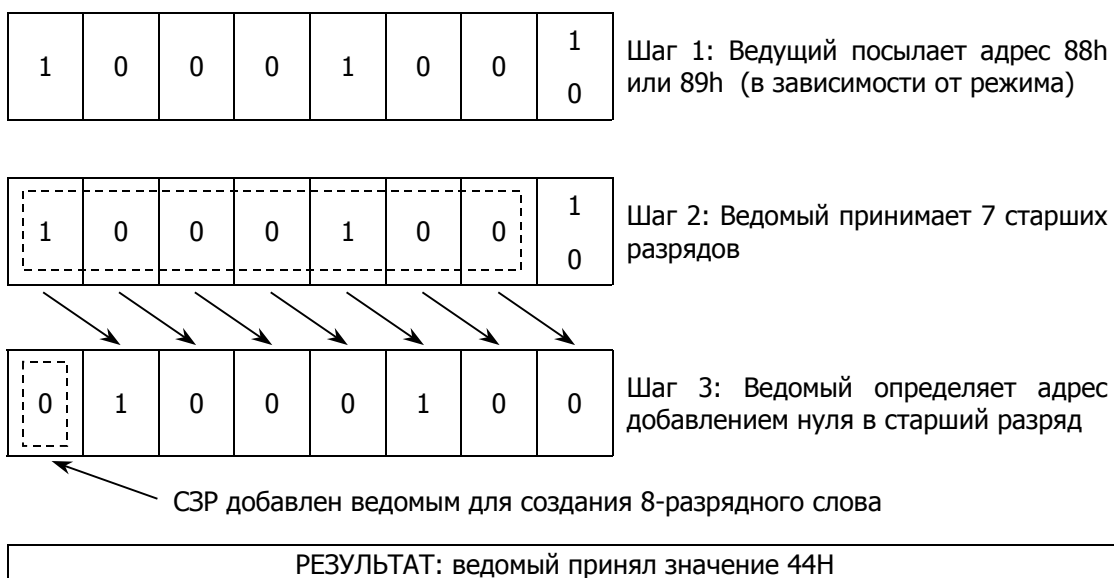 1 0 0 0 1 0 0 1
0
Шаг 1: Ведущий посылает адрес 88h
или 89h (в зависимости от режима)
1 0 0 0 1 0 0 1
0
Шаг 2: Ведомый принимает 7 старших
разрядов
0 1 0 0 0 1 0 0
Шаг 3: Ведомый определяет адрес
добавлением нуля в старший разряд
СЗР добавлен ведомым для создания 8-разрядного слова
РЕЗУЛЬТАТ: ведомый принял значение 44H